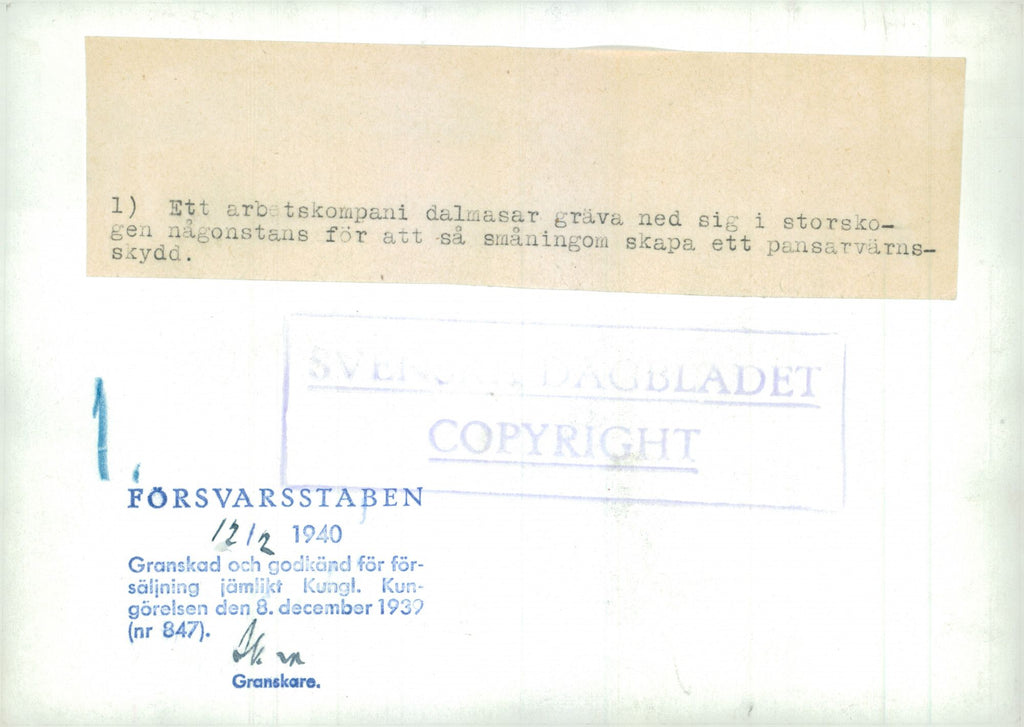 1) Ett arbetskompani dalmasar gräva ned sig i storsko-
gen någonstans för att så småningom skapa ett pansarvärns-
skydd.
SVENSKA DAGBLADET
COPYRIGHT
1
FÖRSVARSSTABEN
12/2 1940
Granskad och godkänd för för-
säljning jämlikt Kungl. Kun-
görelsen den 8. december 1939
(nr 847).
Granskare.